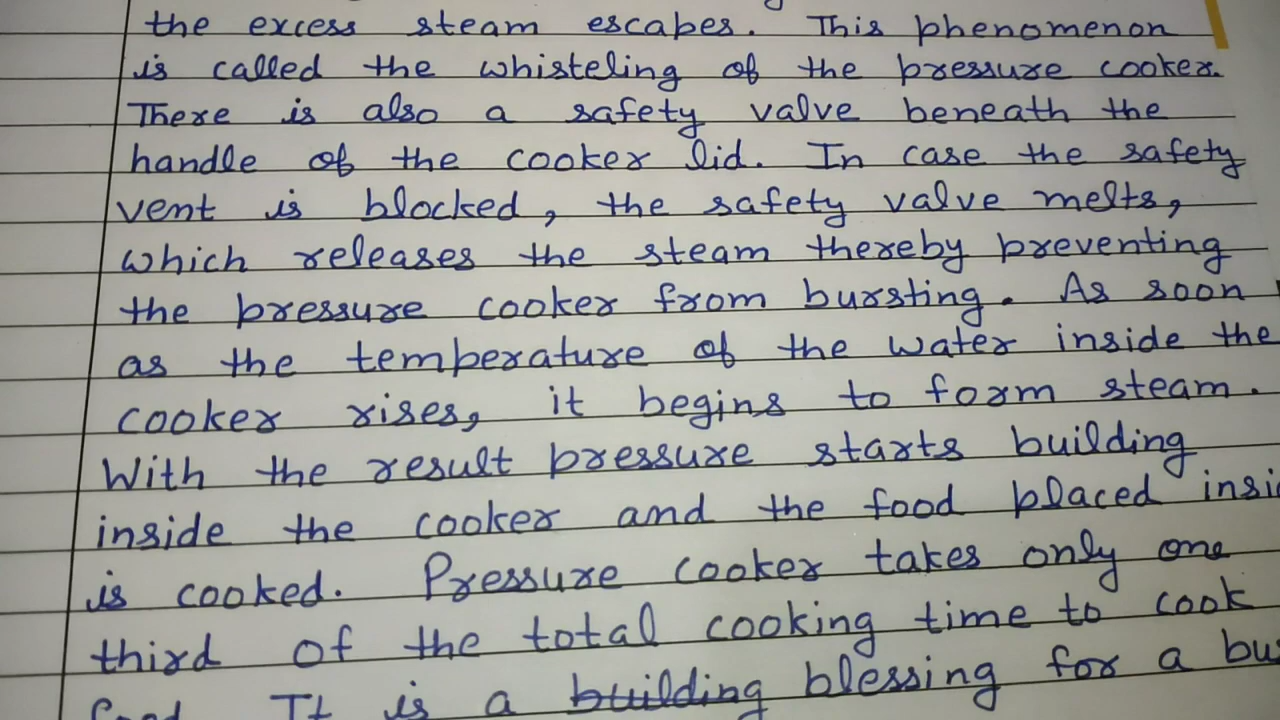 the excess steam escapes. This phenomenon
is called the whisteling of the pressure cooker.
There is also a safety valve beneath the
handle of the cooker lid. In case the safety
vent is blocked, the safety valve melts,
which releases the steam thereby preventing
the pressure cooker from bursting. As soon
as the temperature of the water inside the
cooker rises, it begins to form steam.
With the result pressure starts building
inside the cooker and the food placed insi
is cooked. Pressure cooker takes only one
third of the total cooking time to cook
food. It is a building blessing for a bu